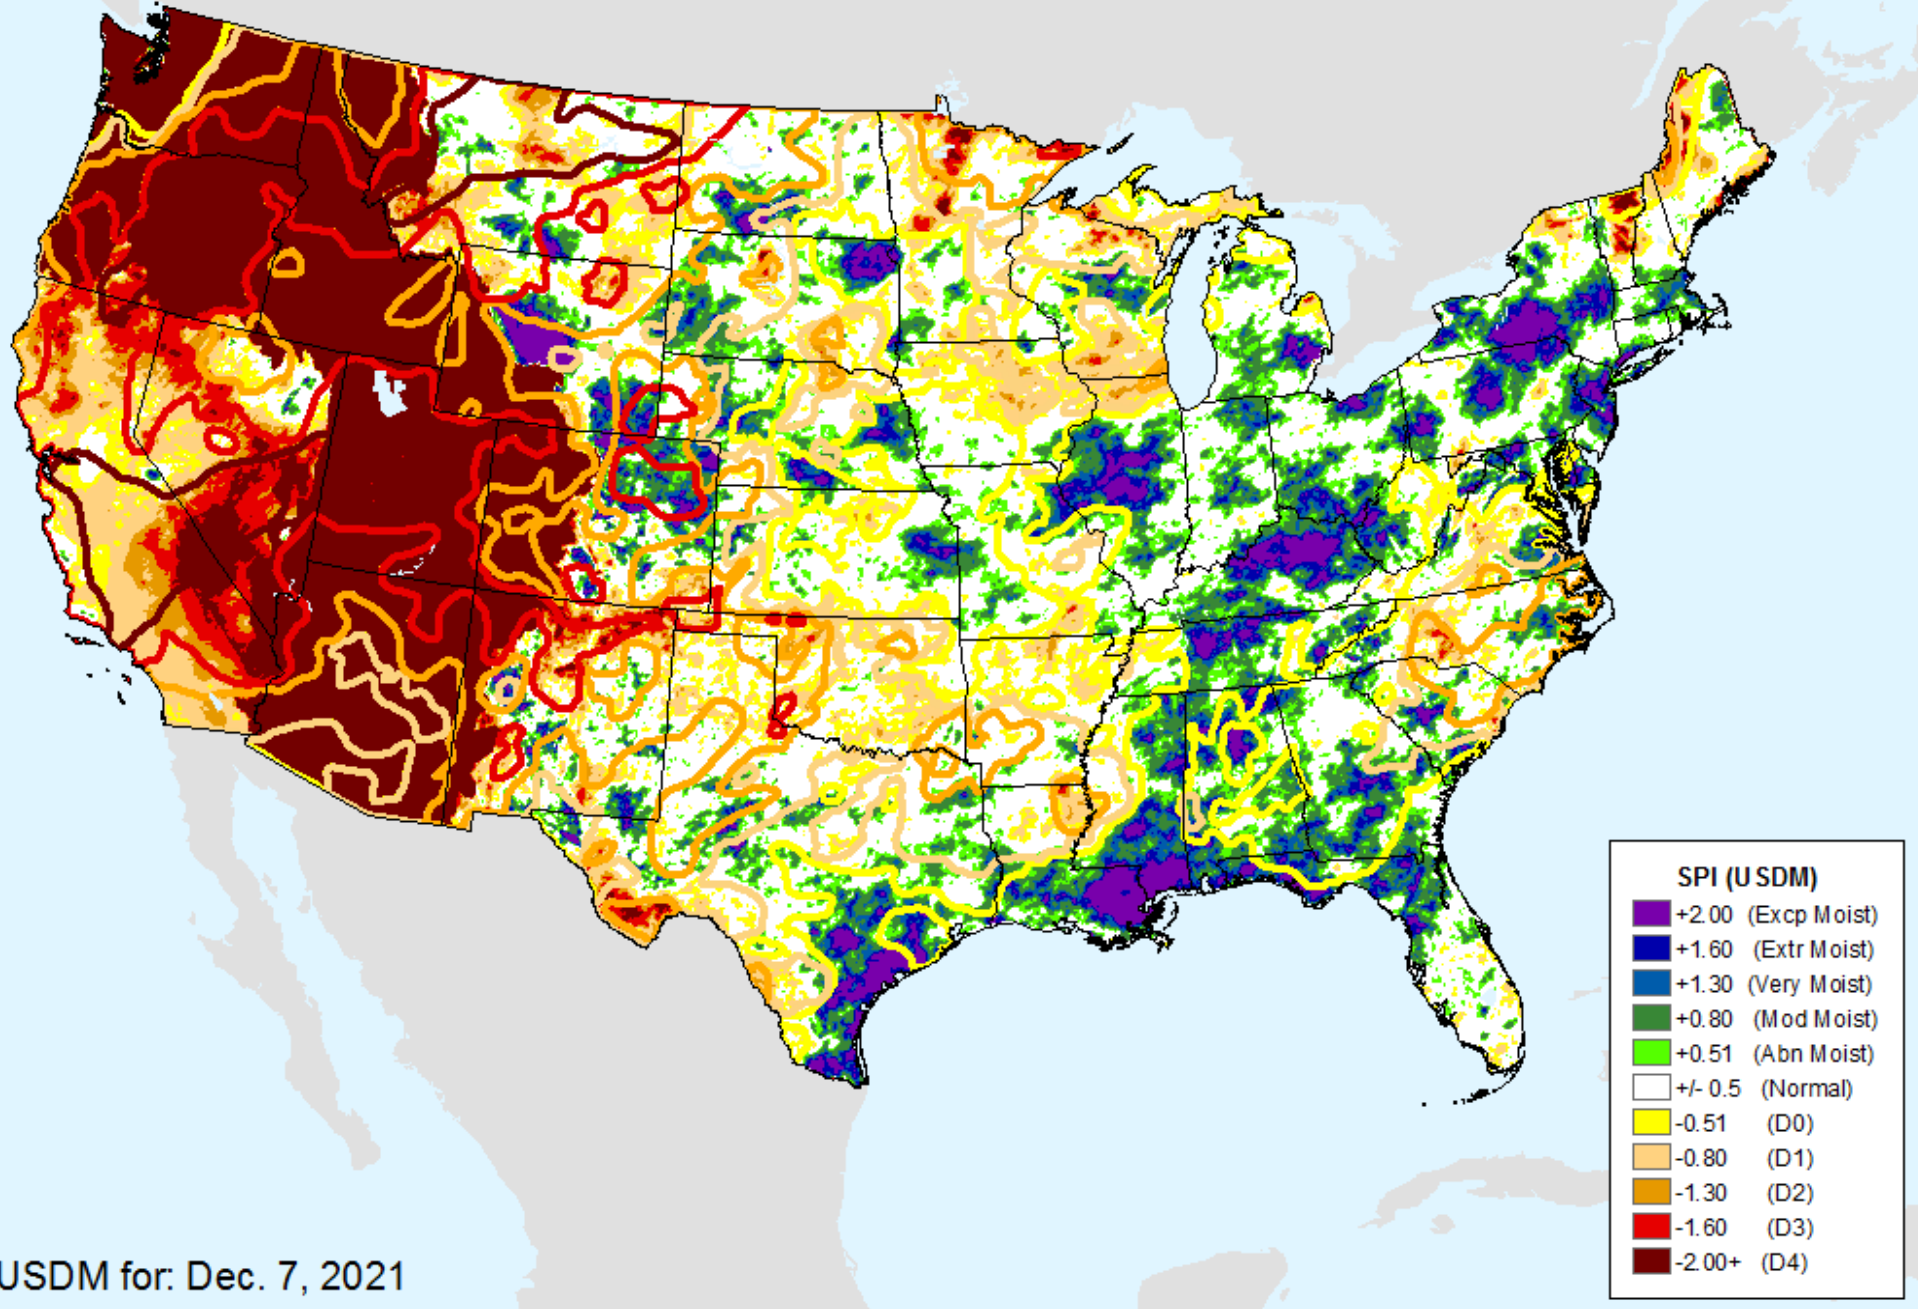 SPI (USDM)
+2.00 (Excp Moist)
+1.60 (Extr Moist)
+1.30 (Very Moist)
+0.80 (Mod Moist)
+0.51 (Abn Moist)
+/- 0.5 (Normal)
-0.51 (D0)
-0.80 (D1)
-1.30 (D2)
-1.60 (D3)
-2.00+ (D4)
USDM for: Dec. 7, 2021